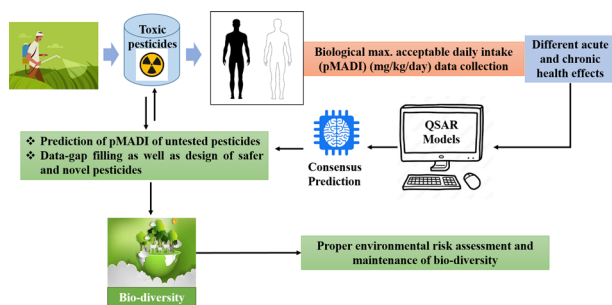 Toxic
pesticides
Biological max. acceptable daily intake
(pMADI) (mg/kg/day) data collection
Different acute
and chronic
health effects
❖ Prediction of pMADI of untested pesticides
❖ Data-gap filling as well as design of safer
and novel pesticides
Consensus
Prediction
QSAR
Models
Bio-diversity
Proper environmental risk assessment and
maintenance of bio-diversity